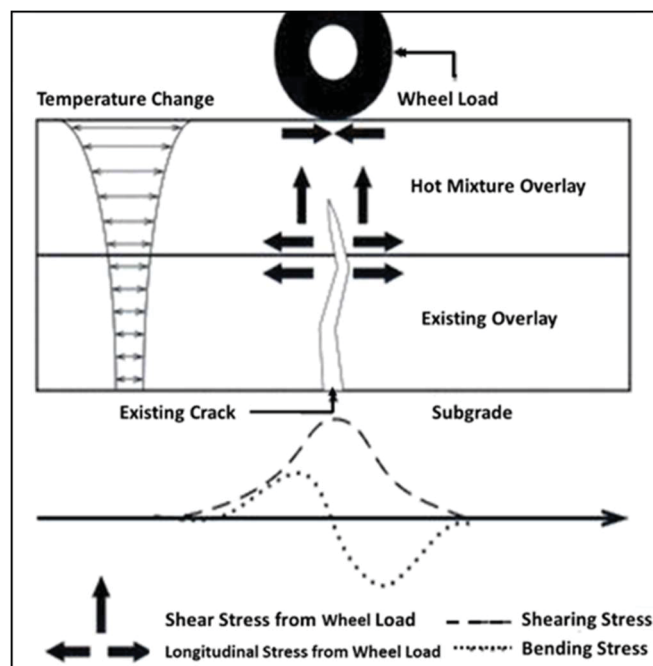 Temperature Change
Wheel Load
Hot Mixture Overlay
Existing Overlay
Existing Crack
Subgrade
Shear Stress from Wheel Load
Shearing Stress
Longitudinal Stress from Wheel Load
Bending Stress